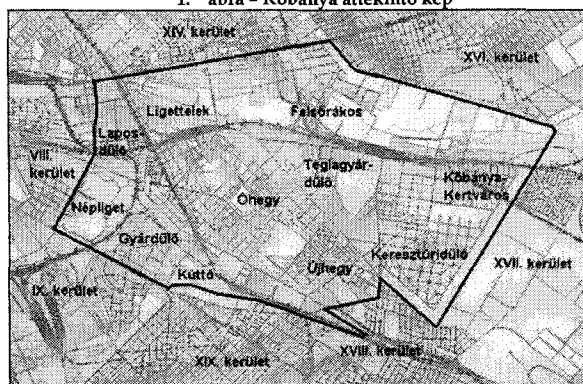 1. ábra – Kőbánya áttekintő kép
XIV. kerület
XVI. kerület
Ligettelek
Felsőrákos
Lapos-
dűlő
VIII.
kerület
Téglagyár-
dűlő
Kőbánya-
Kertváros
Népliget
Óhegy
Gyárdűlő
Keresztúridűlő
Kúttó
Újhegy
XVII. kerület
IX. kerület
XIX. kerület
XVIII. kerület